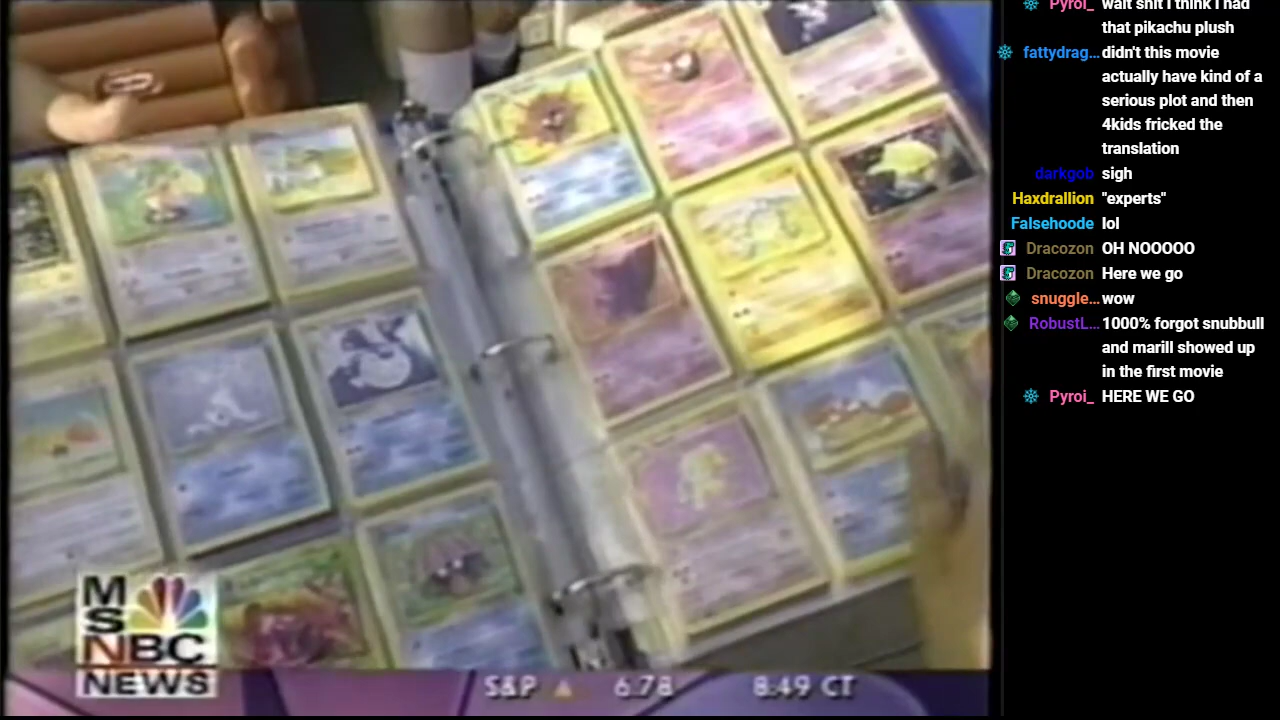 MS
NBC
NEWS
S&P ▲ 6.78 8:49 CT
Pyroi_ wait shit I think I had
that pikachu plush
fattydrag… didn't this movie
actually have kind of a
serious plot and then
4kids fricked the
translation
darkgob sigh
Haxdrallion "experts"
Falsehoode lol
Dracozon OH NOOOOO
Dracozon Here we go
snuggle… wow
RobustL… 1000% forgot snubbull
and marill showed up
in the first movie
Pyroi_ HERE WE GO